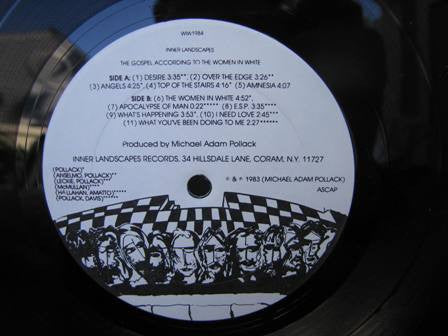 WIW1984
INNER LANDSCAPES
THE GOSPEL ACCORDING TO THE WOMEN IN WHITE
SIDE A: (1) DESIRE 3:35**, (2) OVER THE EDGE 3:26**
(3) ANGELS 4:25*, (4) TOP OF THE STAIRS 4:16* (5) AMNESIA 4:07
SIDE B: (6) THE WOMEN IN WHITE 4:52*,
(7) APOCALYPSE OF MAN 0:22***** (8) E.S.P. 3:35****
(9) WHAT'S HAPPENING 3:53*, (10) I NEED LOVE 2:45***
(11) WHAT YOU'VE BEEN DOING TO ME 2:27******
Produced by Michael Adam Pollack
INNER LANDSCAPES RECORDS, 34 HILLSDALE LANE, CORAM, N.Y. 11727
(POLLACK)*
(ANSELMO, POLLACK)**
(LECKIE, POLLACK)***
(McMULLAN)****
(HALLAHAN, AMATTO)*****
(POLLACK, DAVIS)******
℗ & © 1983 (MICHAEL ADAM POLLACK)
ASCAP